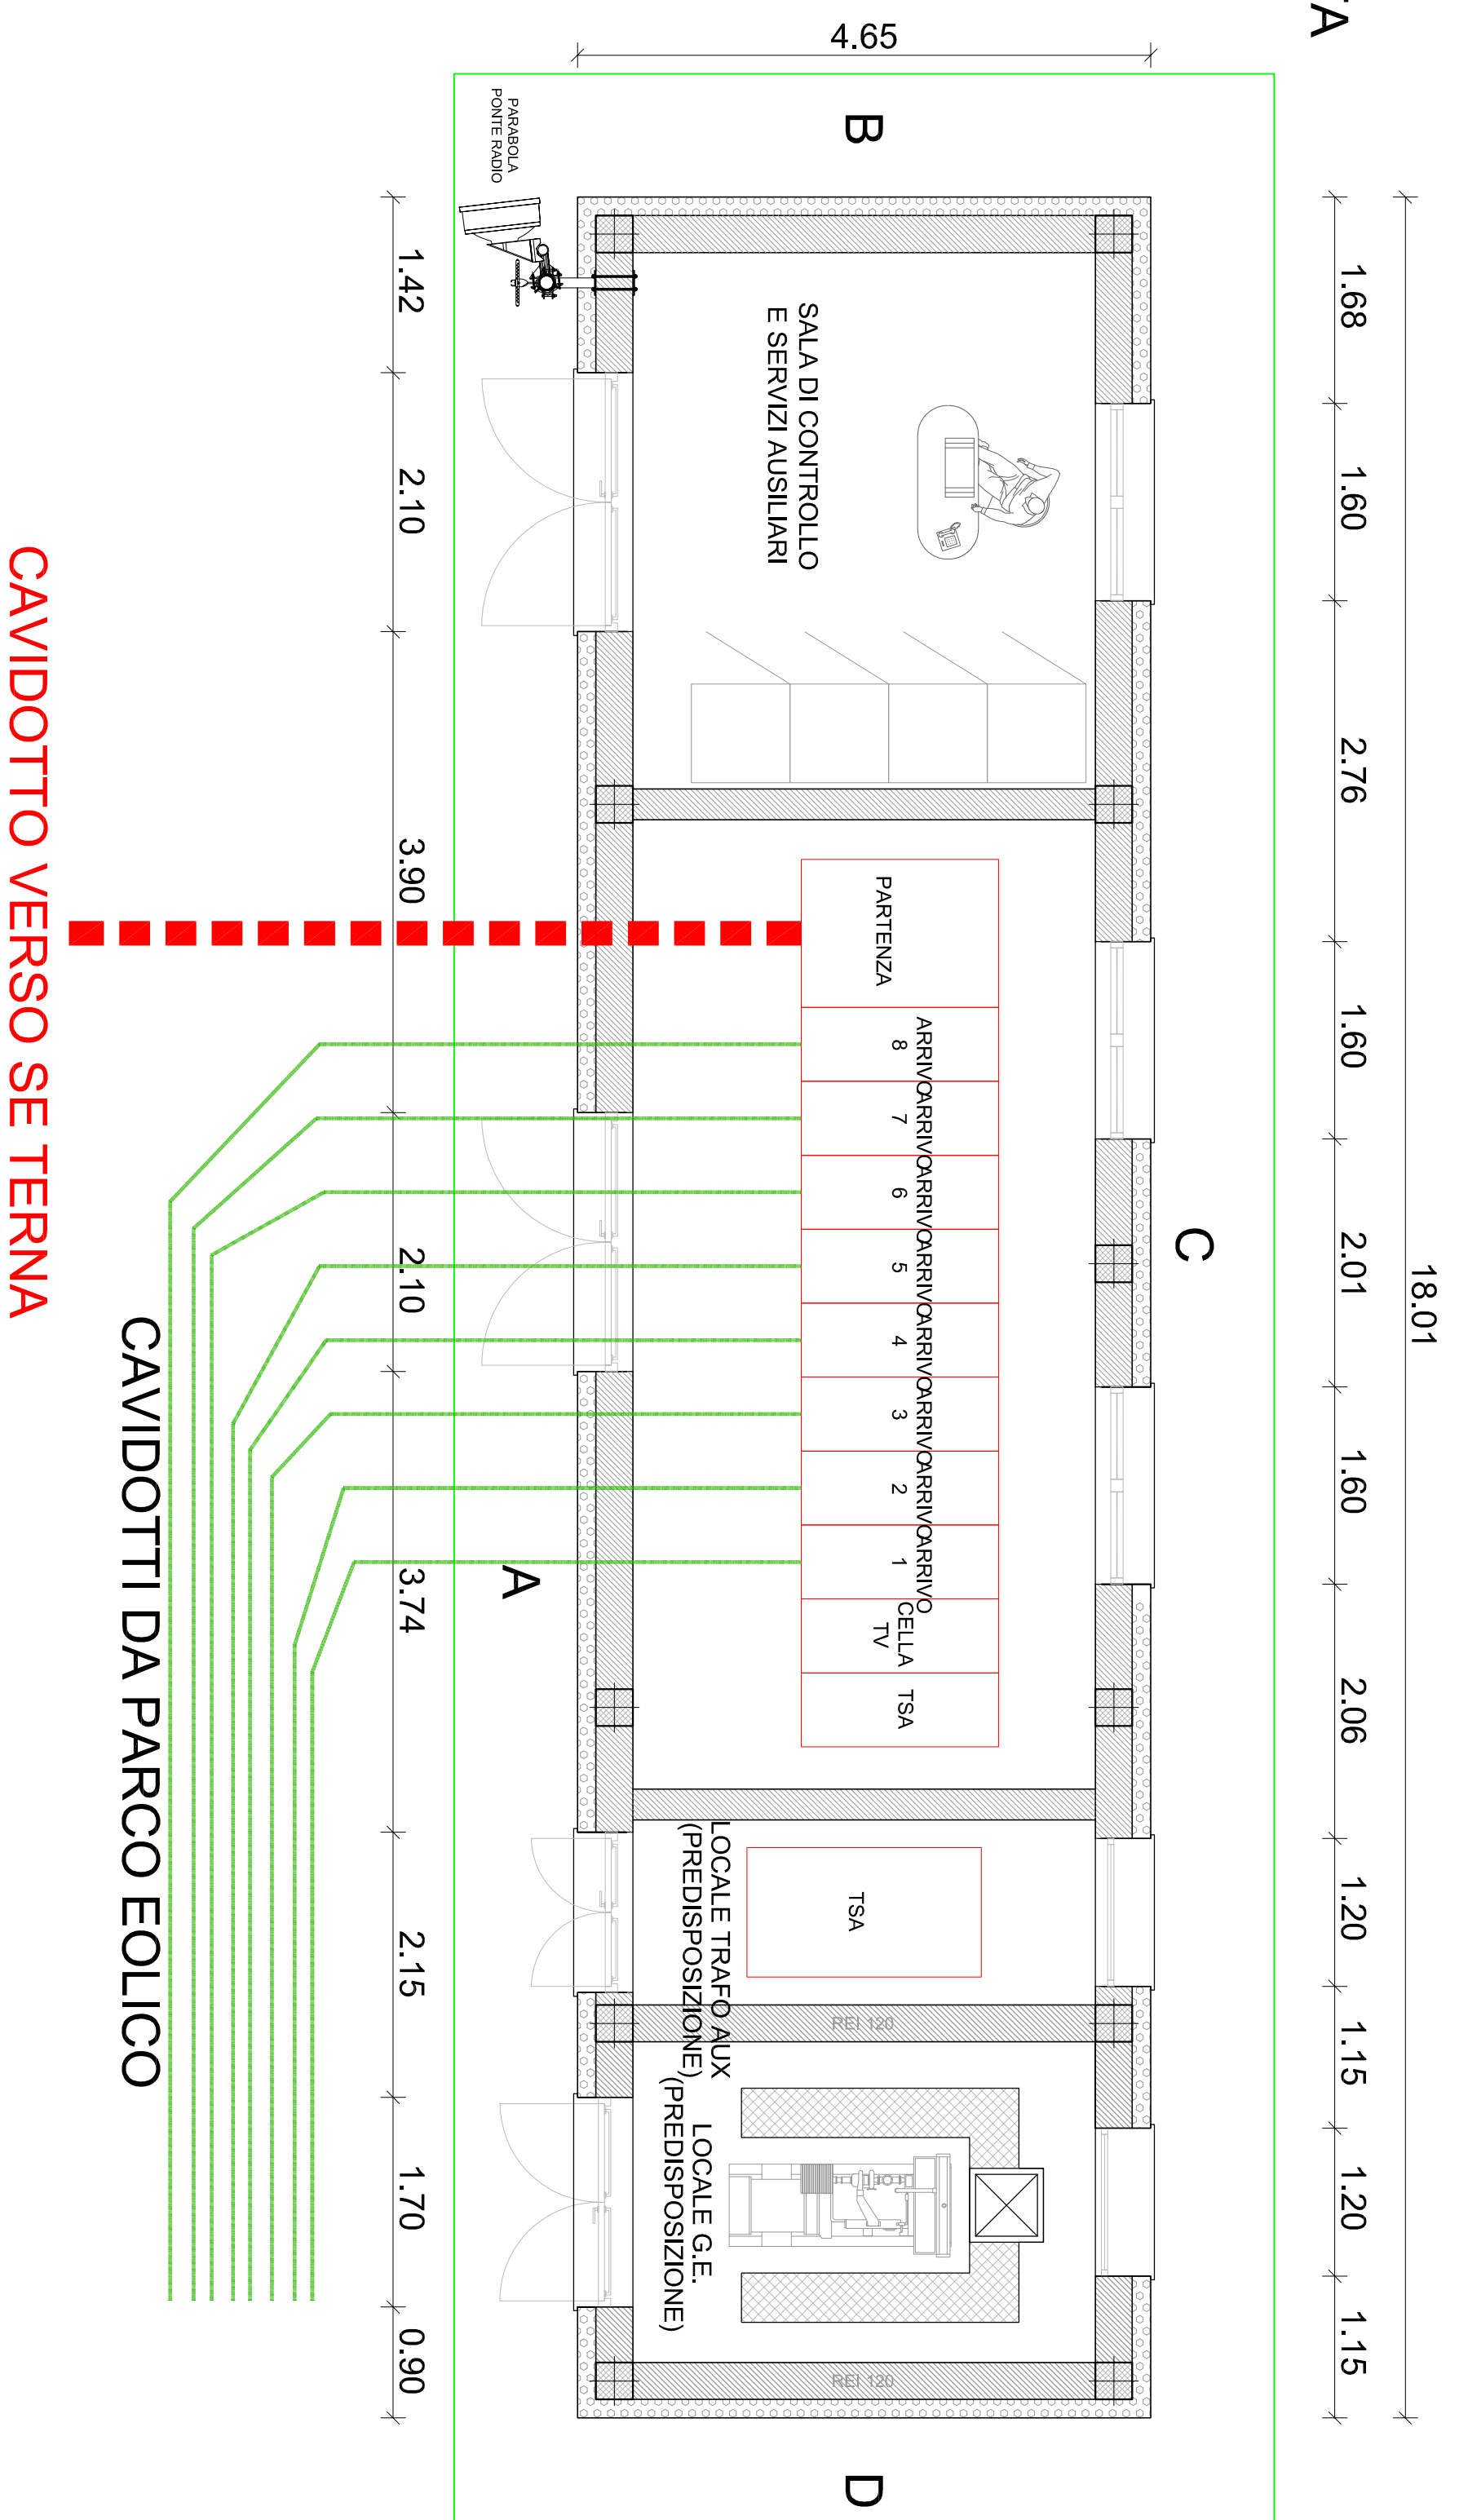 TA
18.01
1.68
1.60
2.76
1.60
2.01
1.60
2.06
1.20
1.15
1.20
1.15
4.65
B
C
D
A
PARABOLA
PONTE RADIO
SALA DI CONTROLLO
E SERVIZI AUSILIARI
PARTENZA
ARRIVO
8
ARRIVO
7
ARRIVO
6
ARRIVO
5
ARRIVO
4
ARRIVO
3
ARRIVO
2
ARRIVO
1
CELLA
TV
TSA
TSA
LOCALE TRAFO AUX
(PREDISPOSIZIONE)
REI 120
LOCALE G.E.
(PREDISPOSIZIONE)
REI 120
1.42
2.10
3.90
2.10
3.74
2.15
1.70
0.90
CAVIDOTTI DA PARCO EOLICO
CAVIDOTTO VERSO SE TERNA